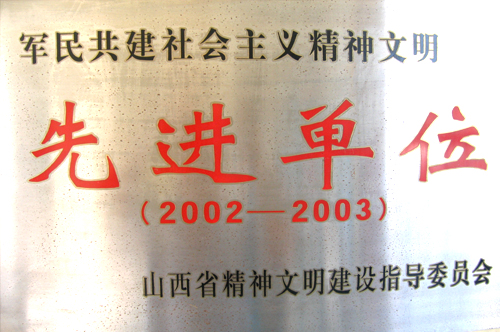 军民共建社会主义精神文明
先进单位
(2002—2003)
山西省精神文明建设指导委员会